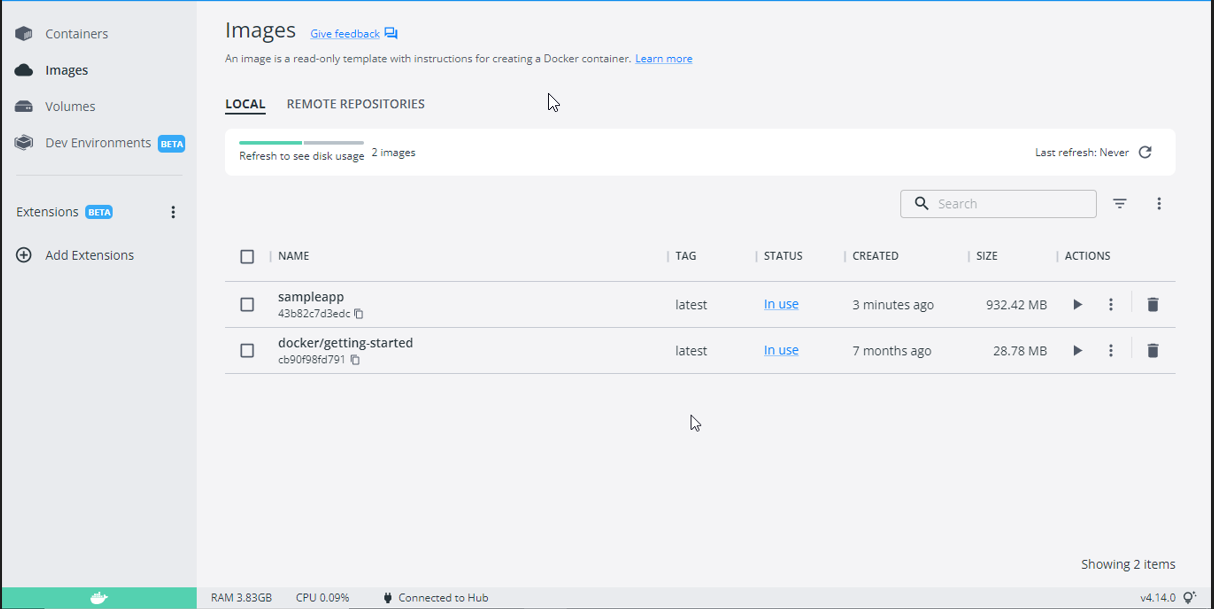 Containers
Images
Volumes
Dev Environments BETA
Extensions BETA
Add Extensions
Images Give feedback
An image is a read-only template with instructions for creating a Docker container. Learn more
LOCAL REMOTE REPOSITORIES
Refresh to see disk usage 2 images Last refresh: Never
Search
NAME TAG STATUS CREATED SIZE ACTIONS
sampleapp latest In use 3 minutes ago 932.42 MB
43b82c7d3edc
docker/getting-started latest In use 7 months ago 28.78 MB
cb90f98fd791
Showing 2 items
RAM 3.83GB CPU 0.09% Connected to Hub v4.14.0